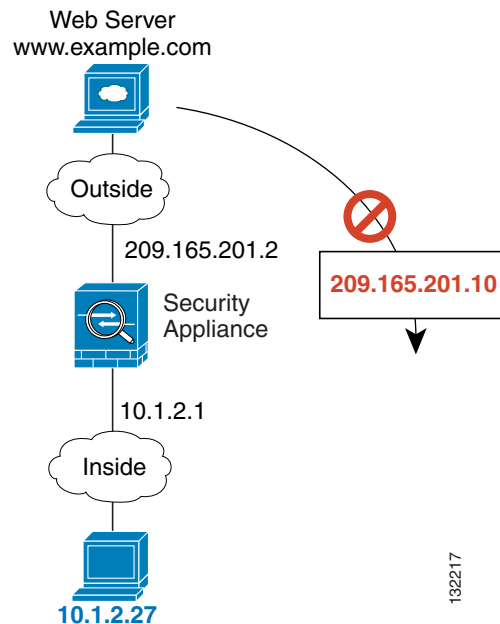 Web Server
www.example.com
Outside
209.165.201.2
209.165.201.10
Security
Appliance
10.1.2.1
Inside
10.1.2.27
132217